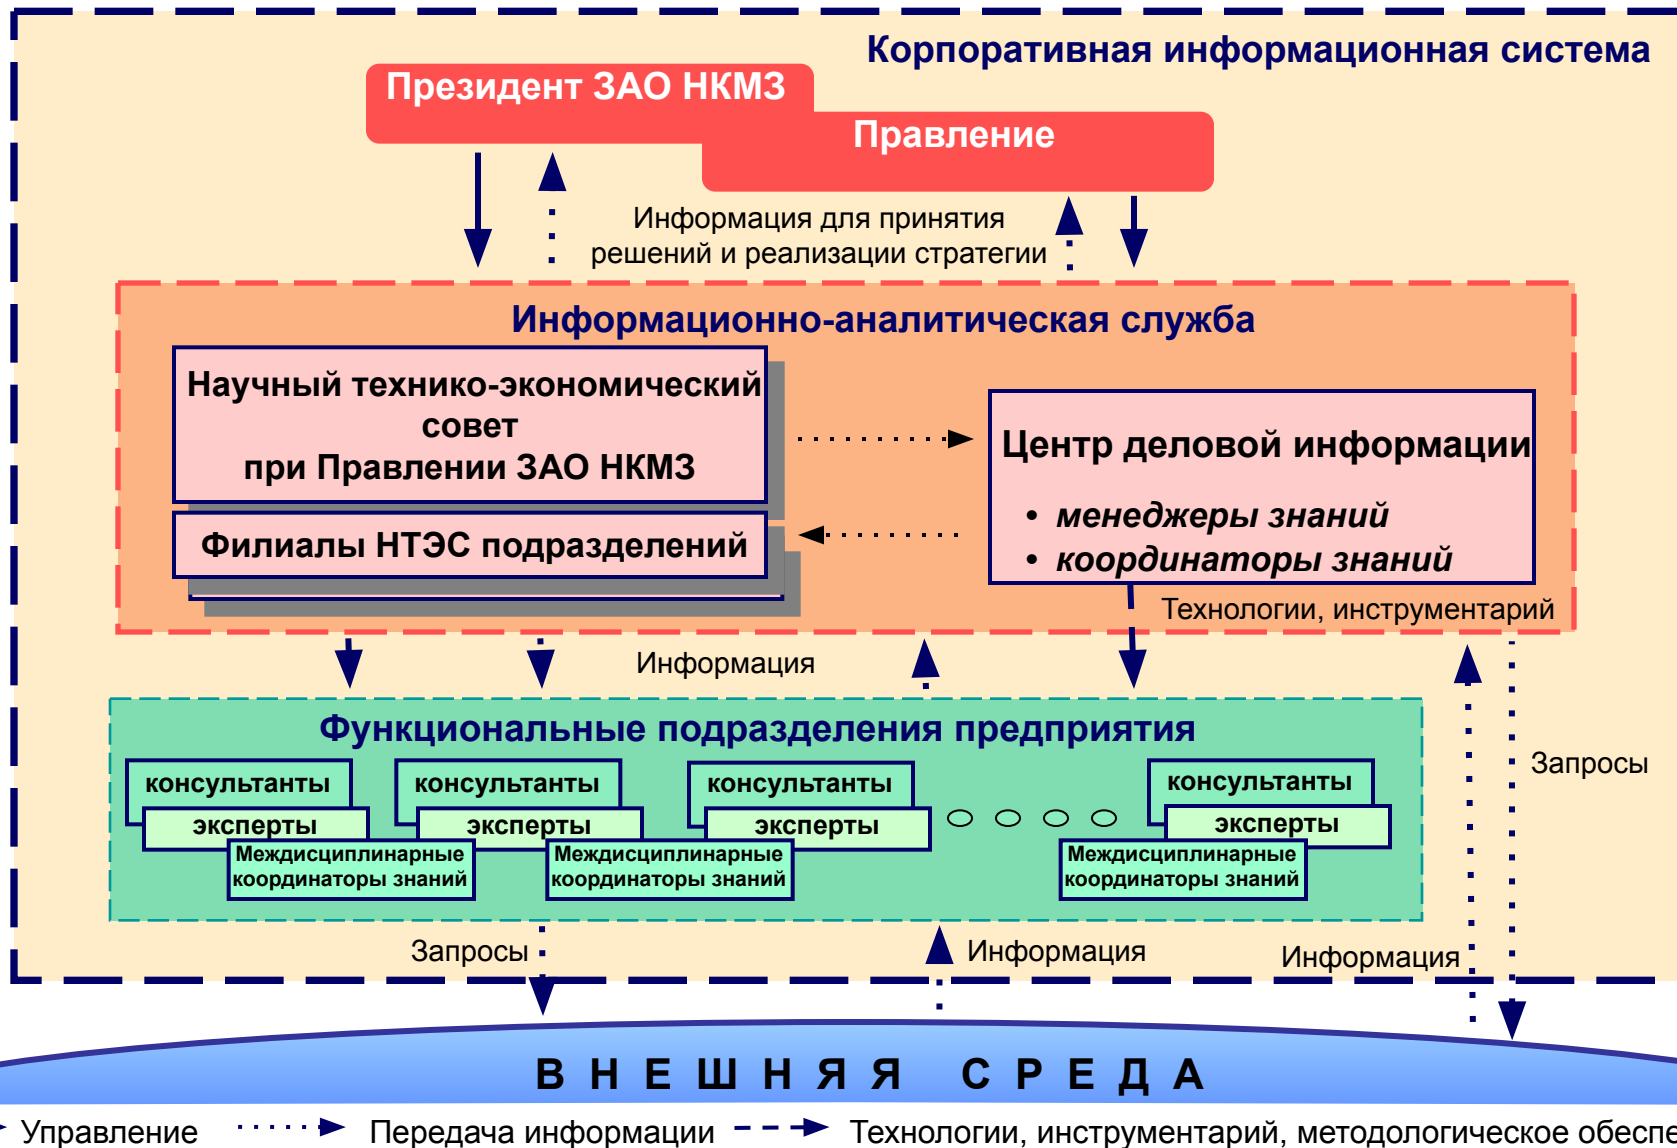 Корпоративная информационная система
Президент ЗАО НКМЗ
Правление
Информация для принятия
решений и реализации стратегии
Информационно-аналитическая служба
Научный технико-экономический
совет
при Правлении ЗАО НКМЗ
Филиалы НТЭС подразделений
Центр деловой информации
• менеджеры знаний
• координаторы знаний
Технологии, инструментарий
Информация
Функциональные подразделения предприятия
консультанты
эксперты
Междисциплинарные
координаторы знаний
консультанты
эксперты
Междисциплинарные
координаторы знаний
консультанты
эксперты
консультанты
эксперты
Междисциплинарные
координаторы знаний
Запросы
Запросы
Информация
Информация
ВНЕШНЯЯ СРЕДА
Управление
Передача информации
Технологии, инструментарий, методологическое обеспе